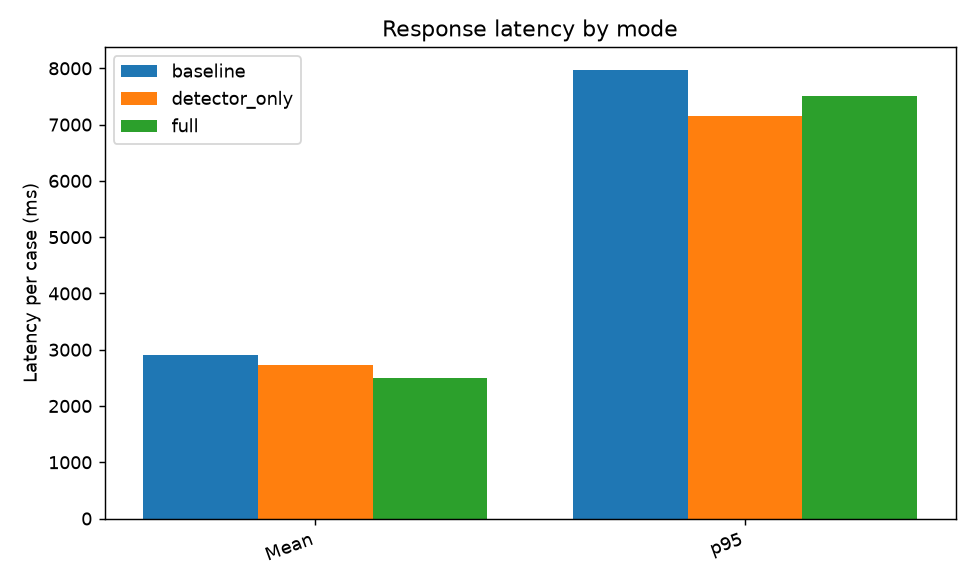 Response latency by mode
baseline
detector_only
full
Latency per case (ms)
8000
7000
6000
5000
4000
3000
2000
1000
0
Mean
p95